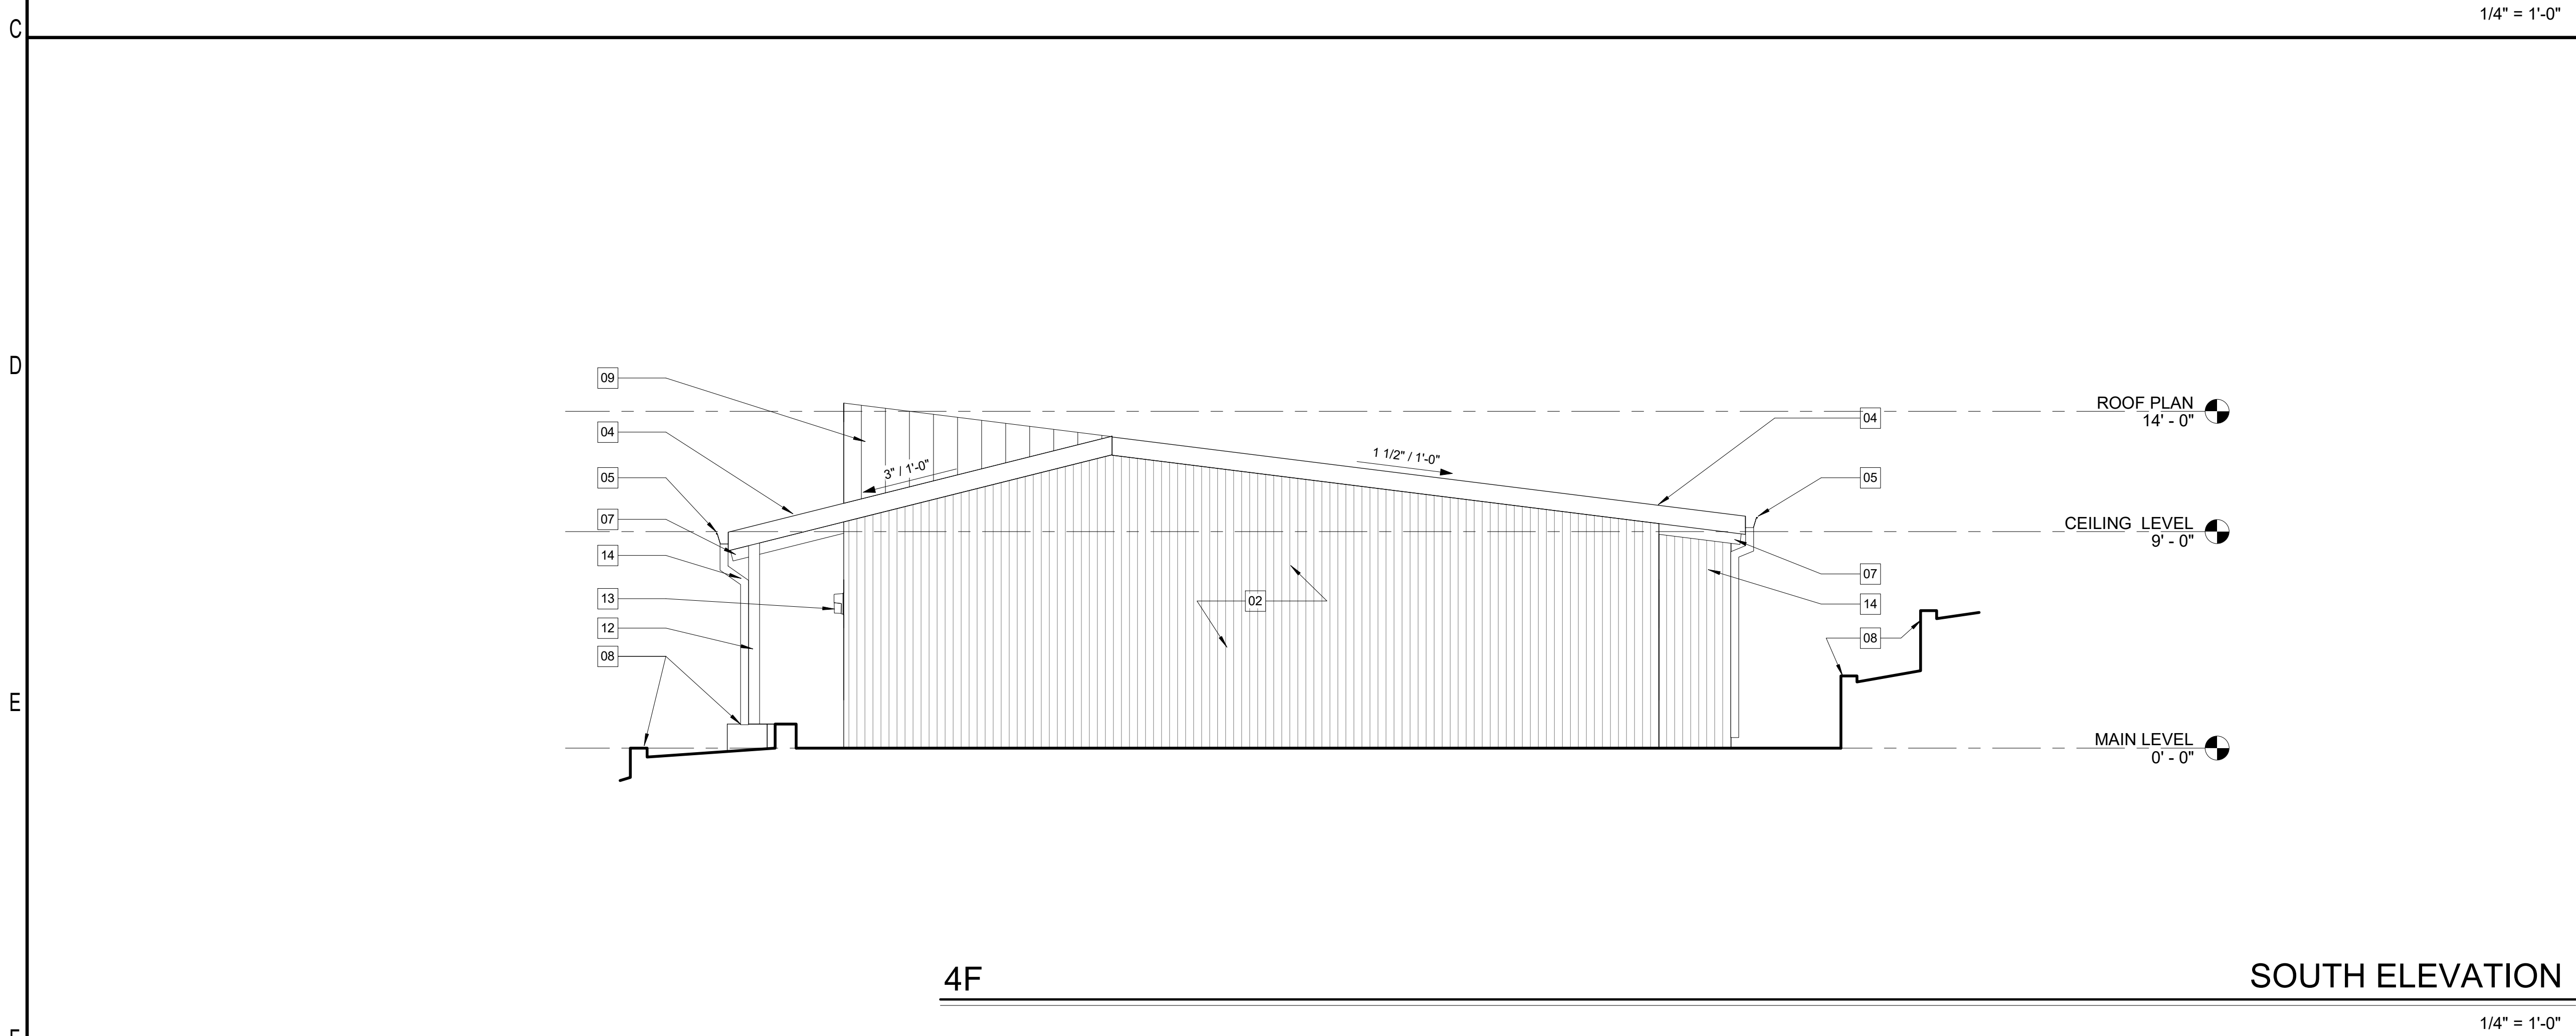 C
1/4" = 1'-0"
D
09
04
05
07
14
13
12
08
3" / 1'-0"
1 1/2" / 1'-0"
02
04
05
07
14
08
ROOF PLAN
14' - 0"
CEILING LEVEL
9' - 0"
E
MAIN LEVEL
0' - 0"
4F
SOUTH ELEVATION
1/4" = 1'-0"